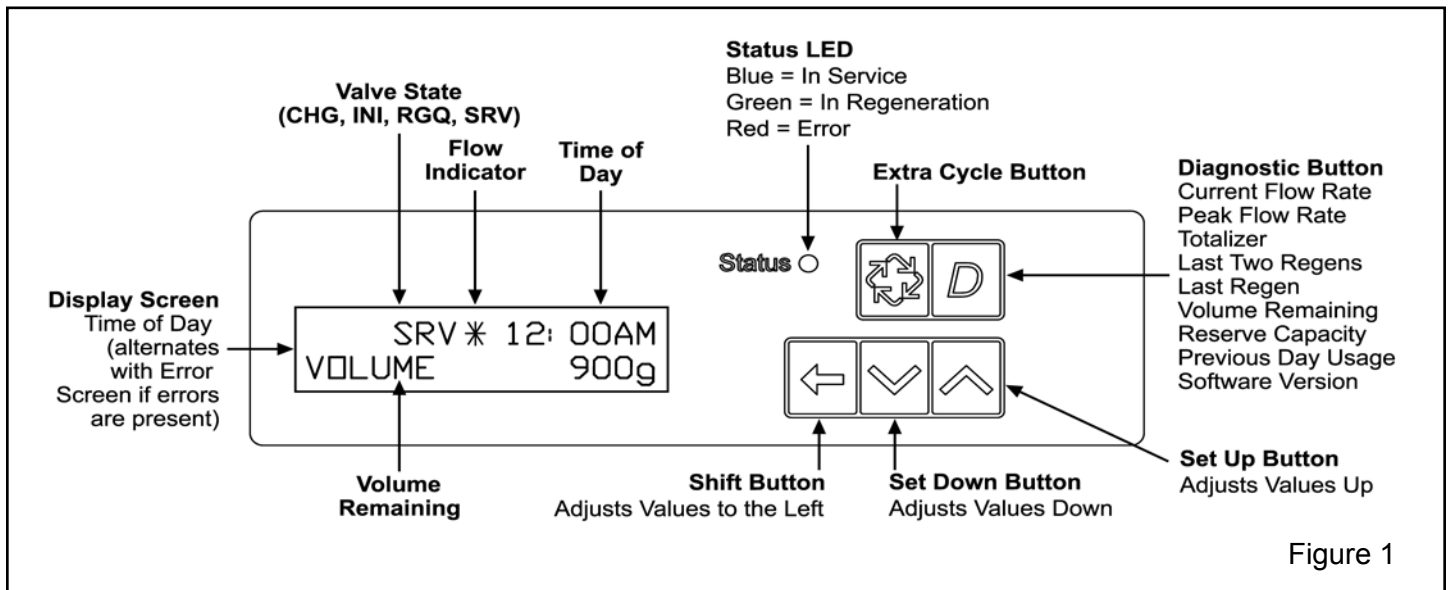 Status LED
Blue = In Service
Green = In Regeneration
Red = Error
Valve State
(CHG, INI, RGQ, SRV)
Flow
Indicator
Time of
Day
Extra Cycle Button
Diagnostic Button
Current Flow Rate
Peak Flow Rate
Totalizer
Last Two Regens
Last Regen
Volume Remaining
Reserve Capacity
Previous Day Usage
Software Version
Status
D
Display Screen
Time of Day
(alternates
with Error
Screen if errors
are present)
SRV * 12: 00AM
VOLUME 900g
Volume
Remaining
Shift Button
Adjusts Values to the Left
Set Down Button
Adjusts Values Down
Set Up Button
Adjusts Values Up
Figure 1